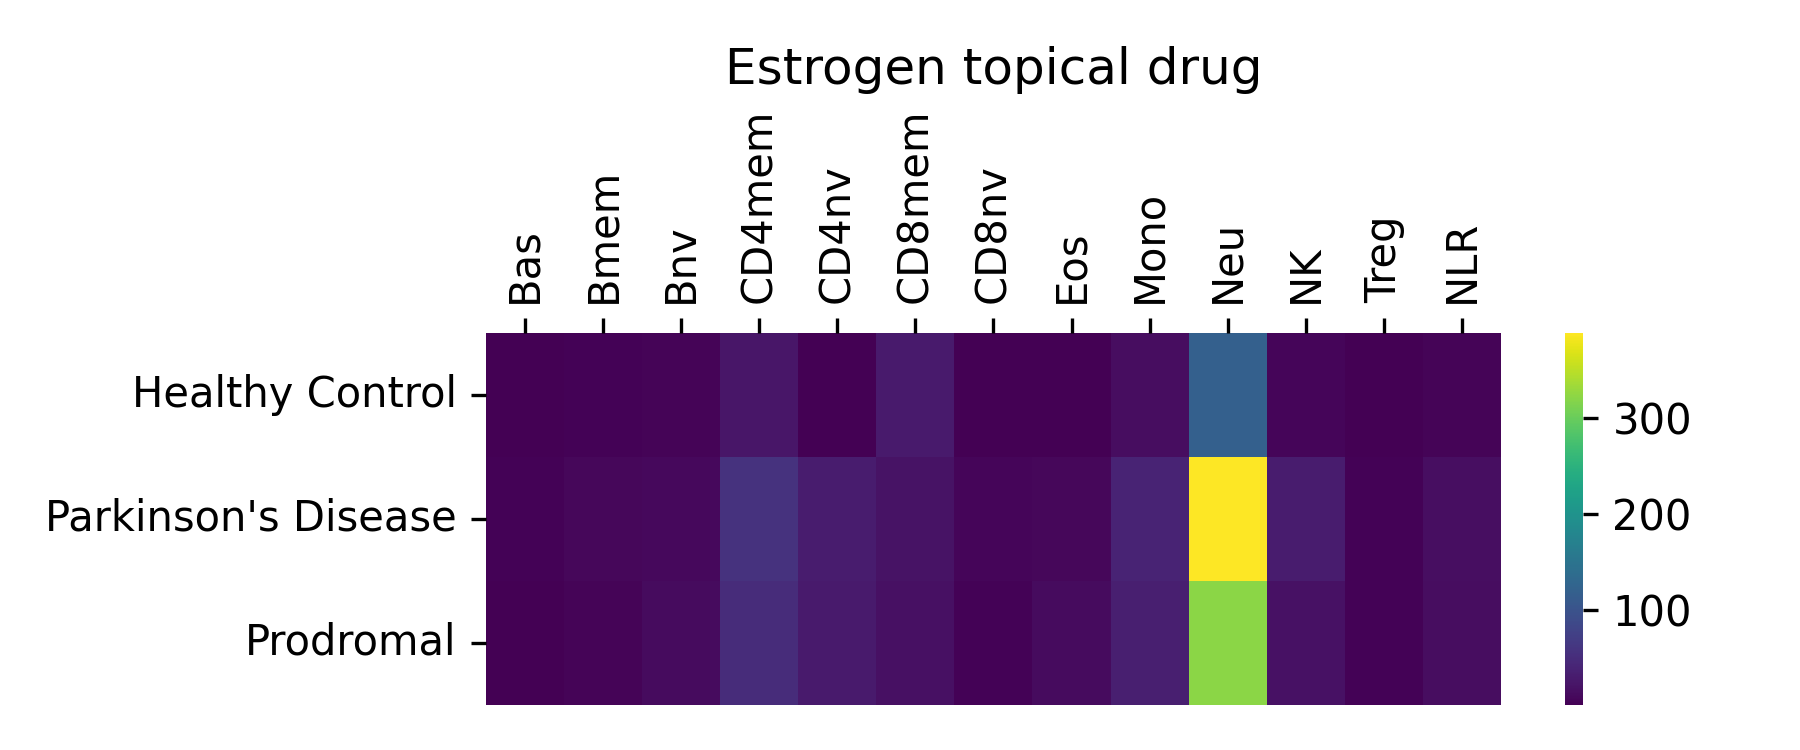 Estrogen topical drug
Bas
Bmem
Bnv
CD4mem
CD4nv
CD8mem
CD8nv
Eos
Mono
Neu
NK
Treg
NLR
Healthy Control
Parkinson's Disease
Prodromal
300
200
100